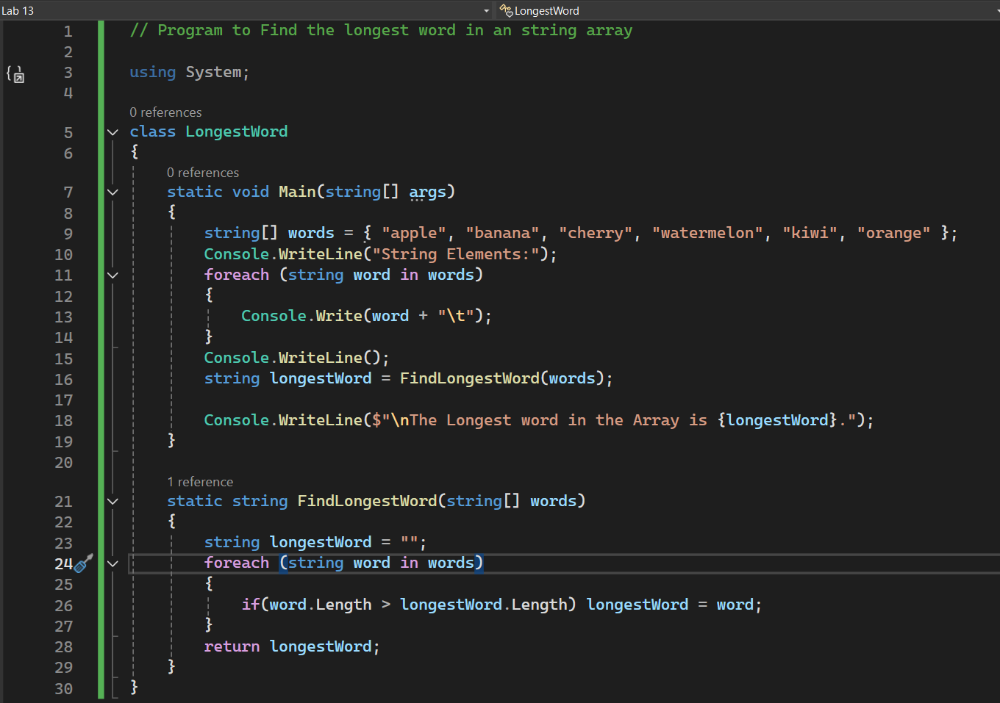 Lab 13 LongestWord
1 // Program to Find the longest word in an string array
2
3 using System;
4
0 references
5 class LongestWord
6 {
0 references
7 static void Main(string[] args)
8 {
9 string[] words = { "apple", "banana", "cherry", "watermelon", "kiwi", "orange" };
10 Console.WriteLine("String Elements:");
11 foreach (string word in words)
12 {
13 Console.Write(word + "\t");
14 }
15 Console.WriteLine();
16 string longestWord = FindLongestWord(words);
17
18 Console.WriteLine($"\nThe Longest word in the Array is {longestWord}.");
19 }
20
1 reference
21 static string FindLongestWord(string[] words)
22 {
23 string longestWord = "";
24 foreach (string word in words)
25 {
26 if(word.Length > longestWord.Length) longestWord = word;
27 }
28 return longestWord;
29 }
30 }